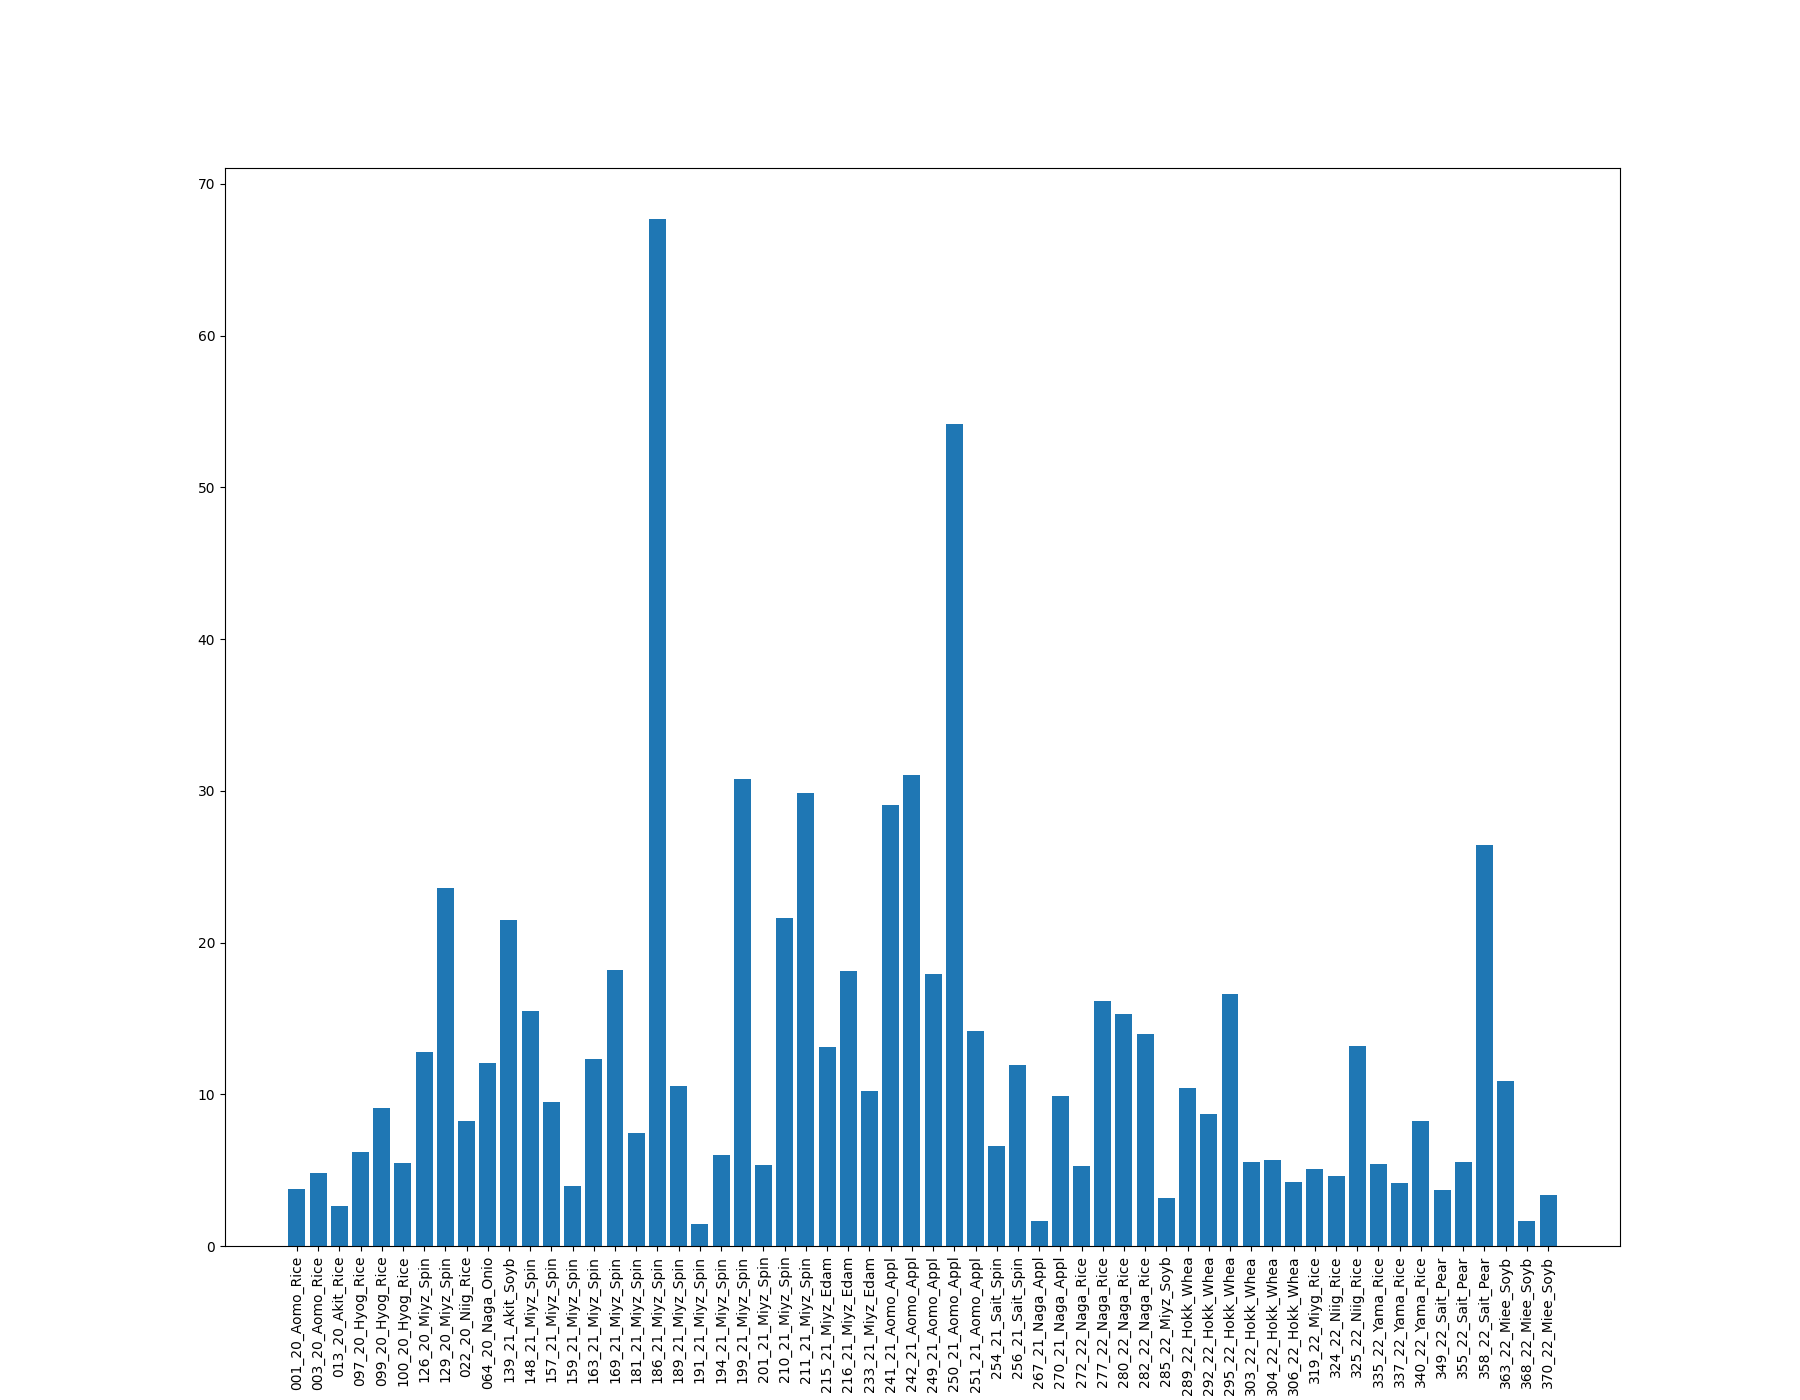 70
60
50
40
30
20
10
0
001_20_Aomo_Rice
003_20_Aomo_Rice
013_20_Akit_Rice
097_20_Hyog_Rice
099_20_Hyog_Rice
100_20_Hyog_Rice
126_20_Miyz_Spin
129_20_Miyz_Spin
022_20_Niig_Rice
064_20_Naga_Onio
139_21_Akit_Soyb
148_21_Miyz_Spin
157_21_Miyz_Spin
159_21_Miyz_Spin
163_21_Miyz_Spin
169_21_Miyz_Spin
181_21_Miyz_Spin
186_21_Miyz_Spin
189_21_Miyz_Spin
191_21_Miyz_Spin
194_21_Miyz_Spin
199_21_Miyz_Spin
201_21_Miyz_Spin
210_21_Miyz_Spin
211_21_Miyz_Spin
215_21_Miyz_Edam
216_21_Miyz_Edam
233_21_Miyz_Edam
241_21_Aomo_Appl
242_21_Aomo_Appl
249_21_Aomo_Appl
250_21_Aomo_Appl
251_21_Aomo_Appl
254_21_Sait_Spin
256_21_Sait_Spin
267_21_Naga_Appl
270_21_Naga_Appl
272_22_Naga_Rice
277_22_Naga_Rice
280_22_Naga_Rice
282_22_Naga_Rice
285_22_Miyz_Soyb
289_22_Hokk_Whea
292_22_Hokk_Whea
295_22_Hokk_Whea
303_22_Hokk_Whea
304_22_Hokk_Whea
306_22_Hokk_Whea
319_22_Miyg_Rice
324_22_Niig_Rice
325_22_Niig_Rice
335_22_Yama_Rice
337_22_Yama_Rice
340_22_Yama_Rice
349_22_Sait_Pear
355_22_Sait_Pear
358_22_Sait_Pear
363_22_Miee_Soyb
368_22_Miee_Soyb
370_22_Miee_Soyb